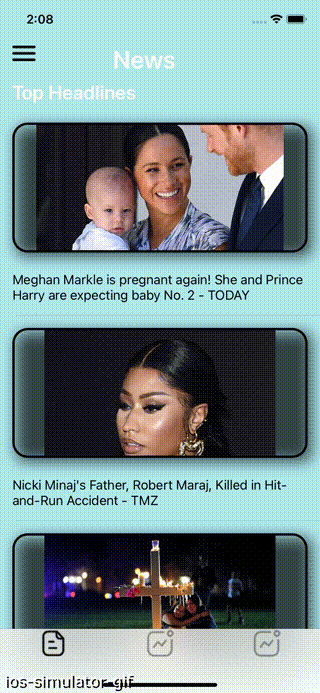 2:08
News
Top Headlines
Meghan Markle is pregnant again! She and Prince
Harry are expecting baby No. 2 - TODAY
Nicki Minaj's Father, Robert Maraj, Killed in Hit-
and-Run Accident - TMZ
ios-simulator-gif